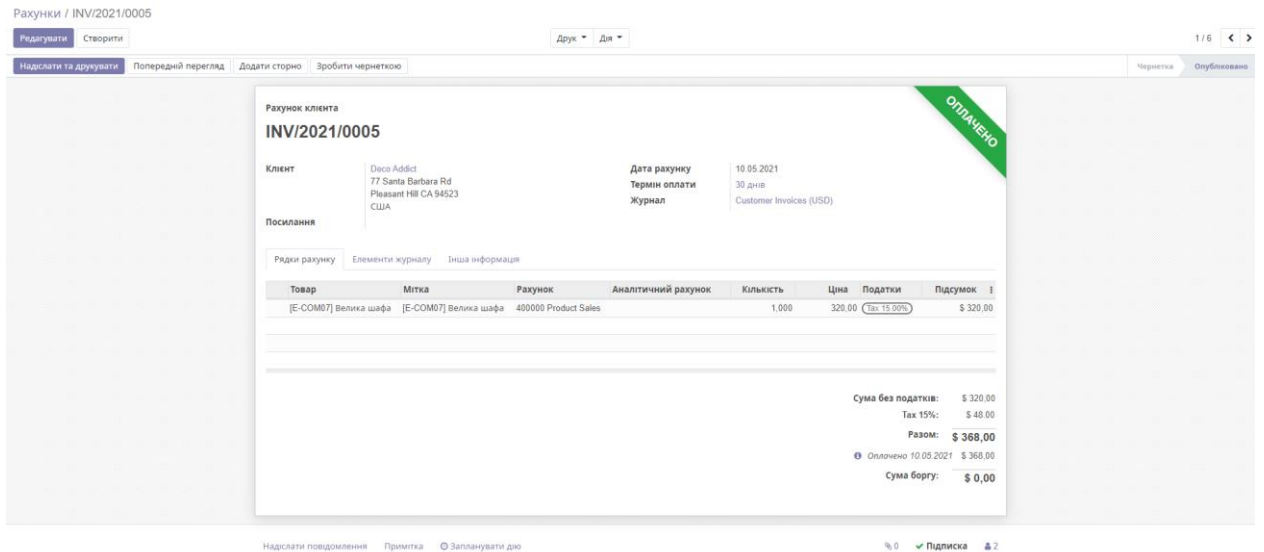 Рахунки / INV/2021/0005
Редагувати Створити Друк Дія 1 / 6
Надіслати та друкувати Попередній перегляд Додати сторно Зробити чернеткою Чернетка Опубліковано
ОПЛАЧЕНО
Рахунок клієнта
INV/2021/0005
Клієнт Deco Addict Дата рахунку 10.05.2021
77 Santa Barbara Rd Термін оплати 30 днів
Pleasant Hill CA 94523 Журнал Customer Invoices (USD)
США
Посилання
Рядки рахунку Елементи журналу Інша інформація
Товар Мітка Рахунок Аналітичний рахунок Кількість Ціна Податки Підсумок
[E-COM07] Велика шафа [E-COM07] Велика шафа 400000 Product Sales 1,000 320,00 Tax 15.00% $ 320,00
Сума без податків: $ 320,00
Tax 15%: $ 48,00
Разом: $ 368,00
Оплачено 10.05.2021 $ 368,00
Сума боргу: $ 0,00
Надіслати повідомлення Примітка Запланувати дію 0 Підписка 2